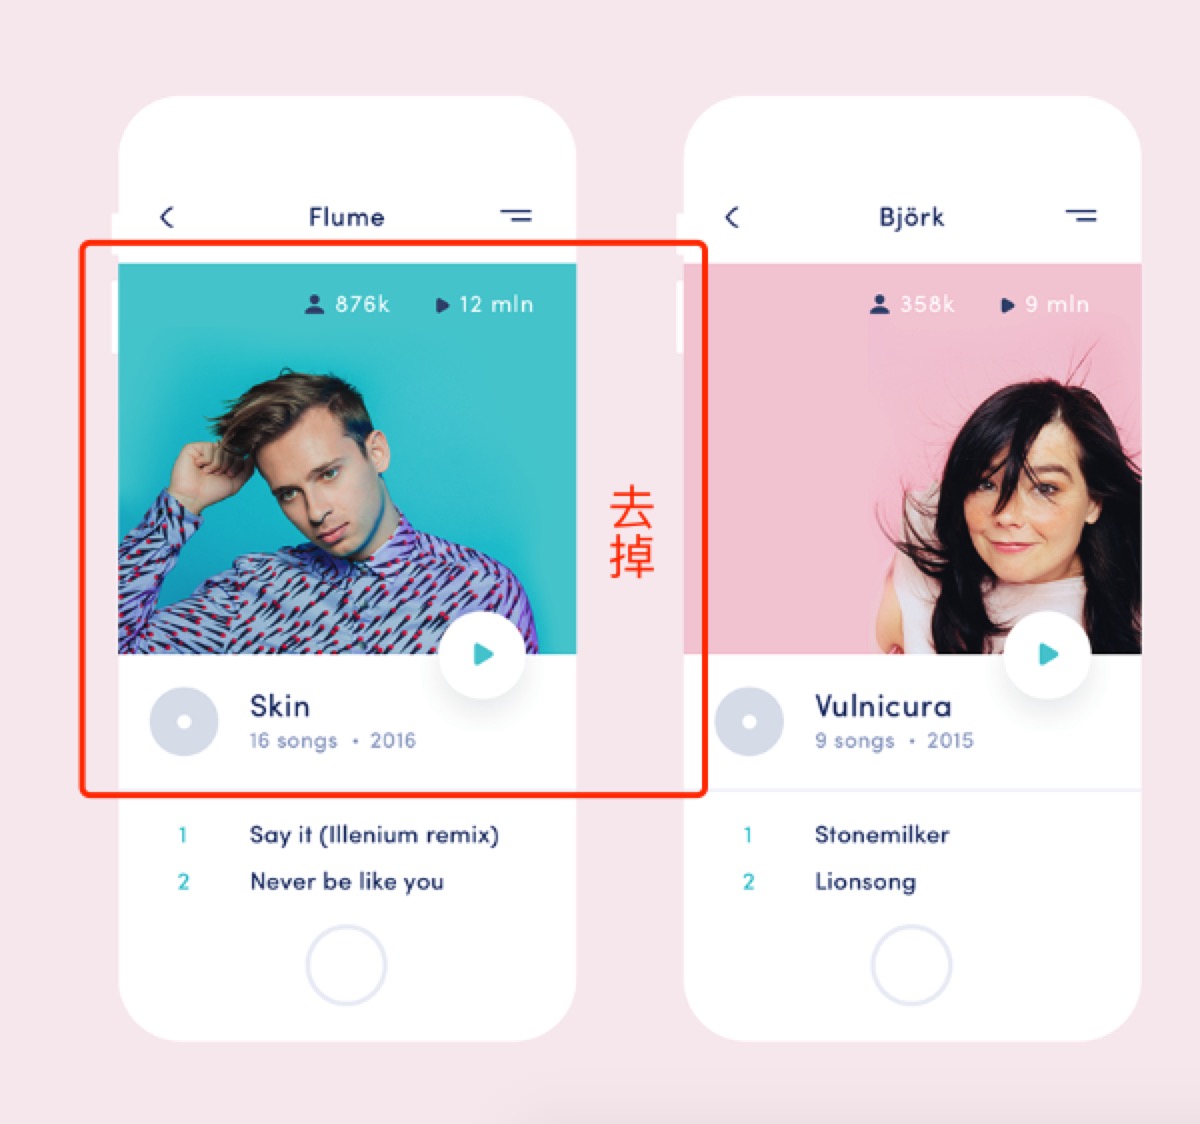 Flume
876k
12 mln
Skin
16 songs • 2016
1 Say it (Illenium remix)
2 Never be like you
去掉
Björk
358k
9 mln
Vulnicura
9 songs • 2015
1 Stonemilker
2 Lionsong